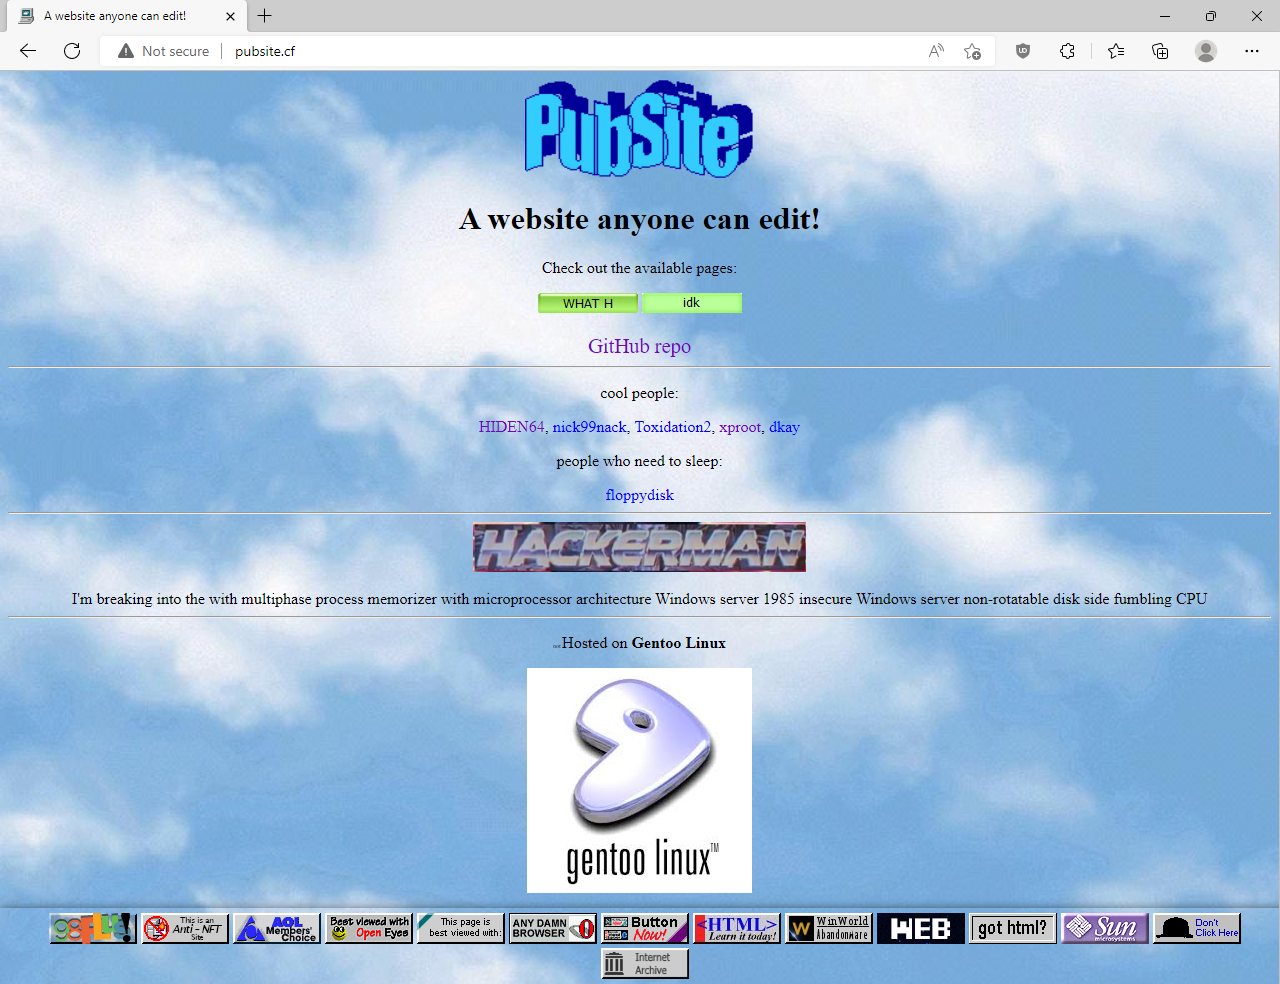 A website anyone can edit!
Not secure
pubsite.cf
PubSite
A website anyone can edit!
Check out the available pages:
WHAT H
idk
GitHub repo
cool people:
HIDEN64, nick99nack, Toxidation2, xproot, dkay
people who need to sleep:
floppydisk
HACKERMAN
I'm breaking into the with multiphase process memorizer with microprocessor architecture Windows server 1985 insecure Windows server non-rotatable disk side fumbling CPU
Hosted on Gentoo Linux
gentoo linux™
This is an
Anti - NFT
Site
AOL
Members'
Choice
Best viewed with
Open Eyes
This page is
best viewed with:
ANY DAMN
BROWSER
Button
Now!
<HTML>
Learn it today!
WinWorld
Abandonware
WEB
got html?
Sun
microsystems
Don't
Click Here
Internet
Archive